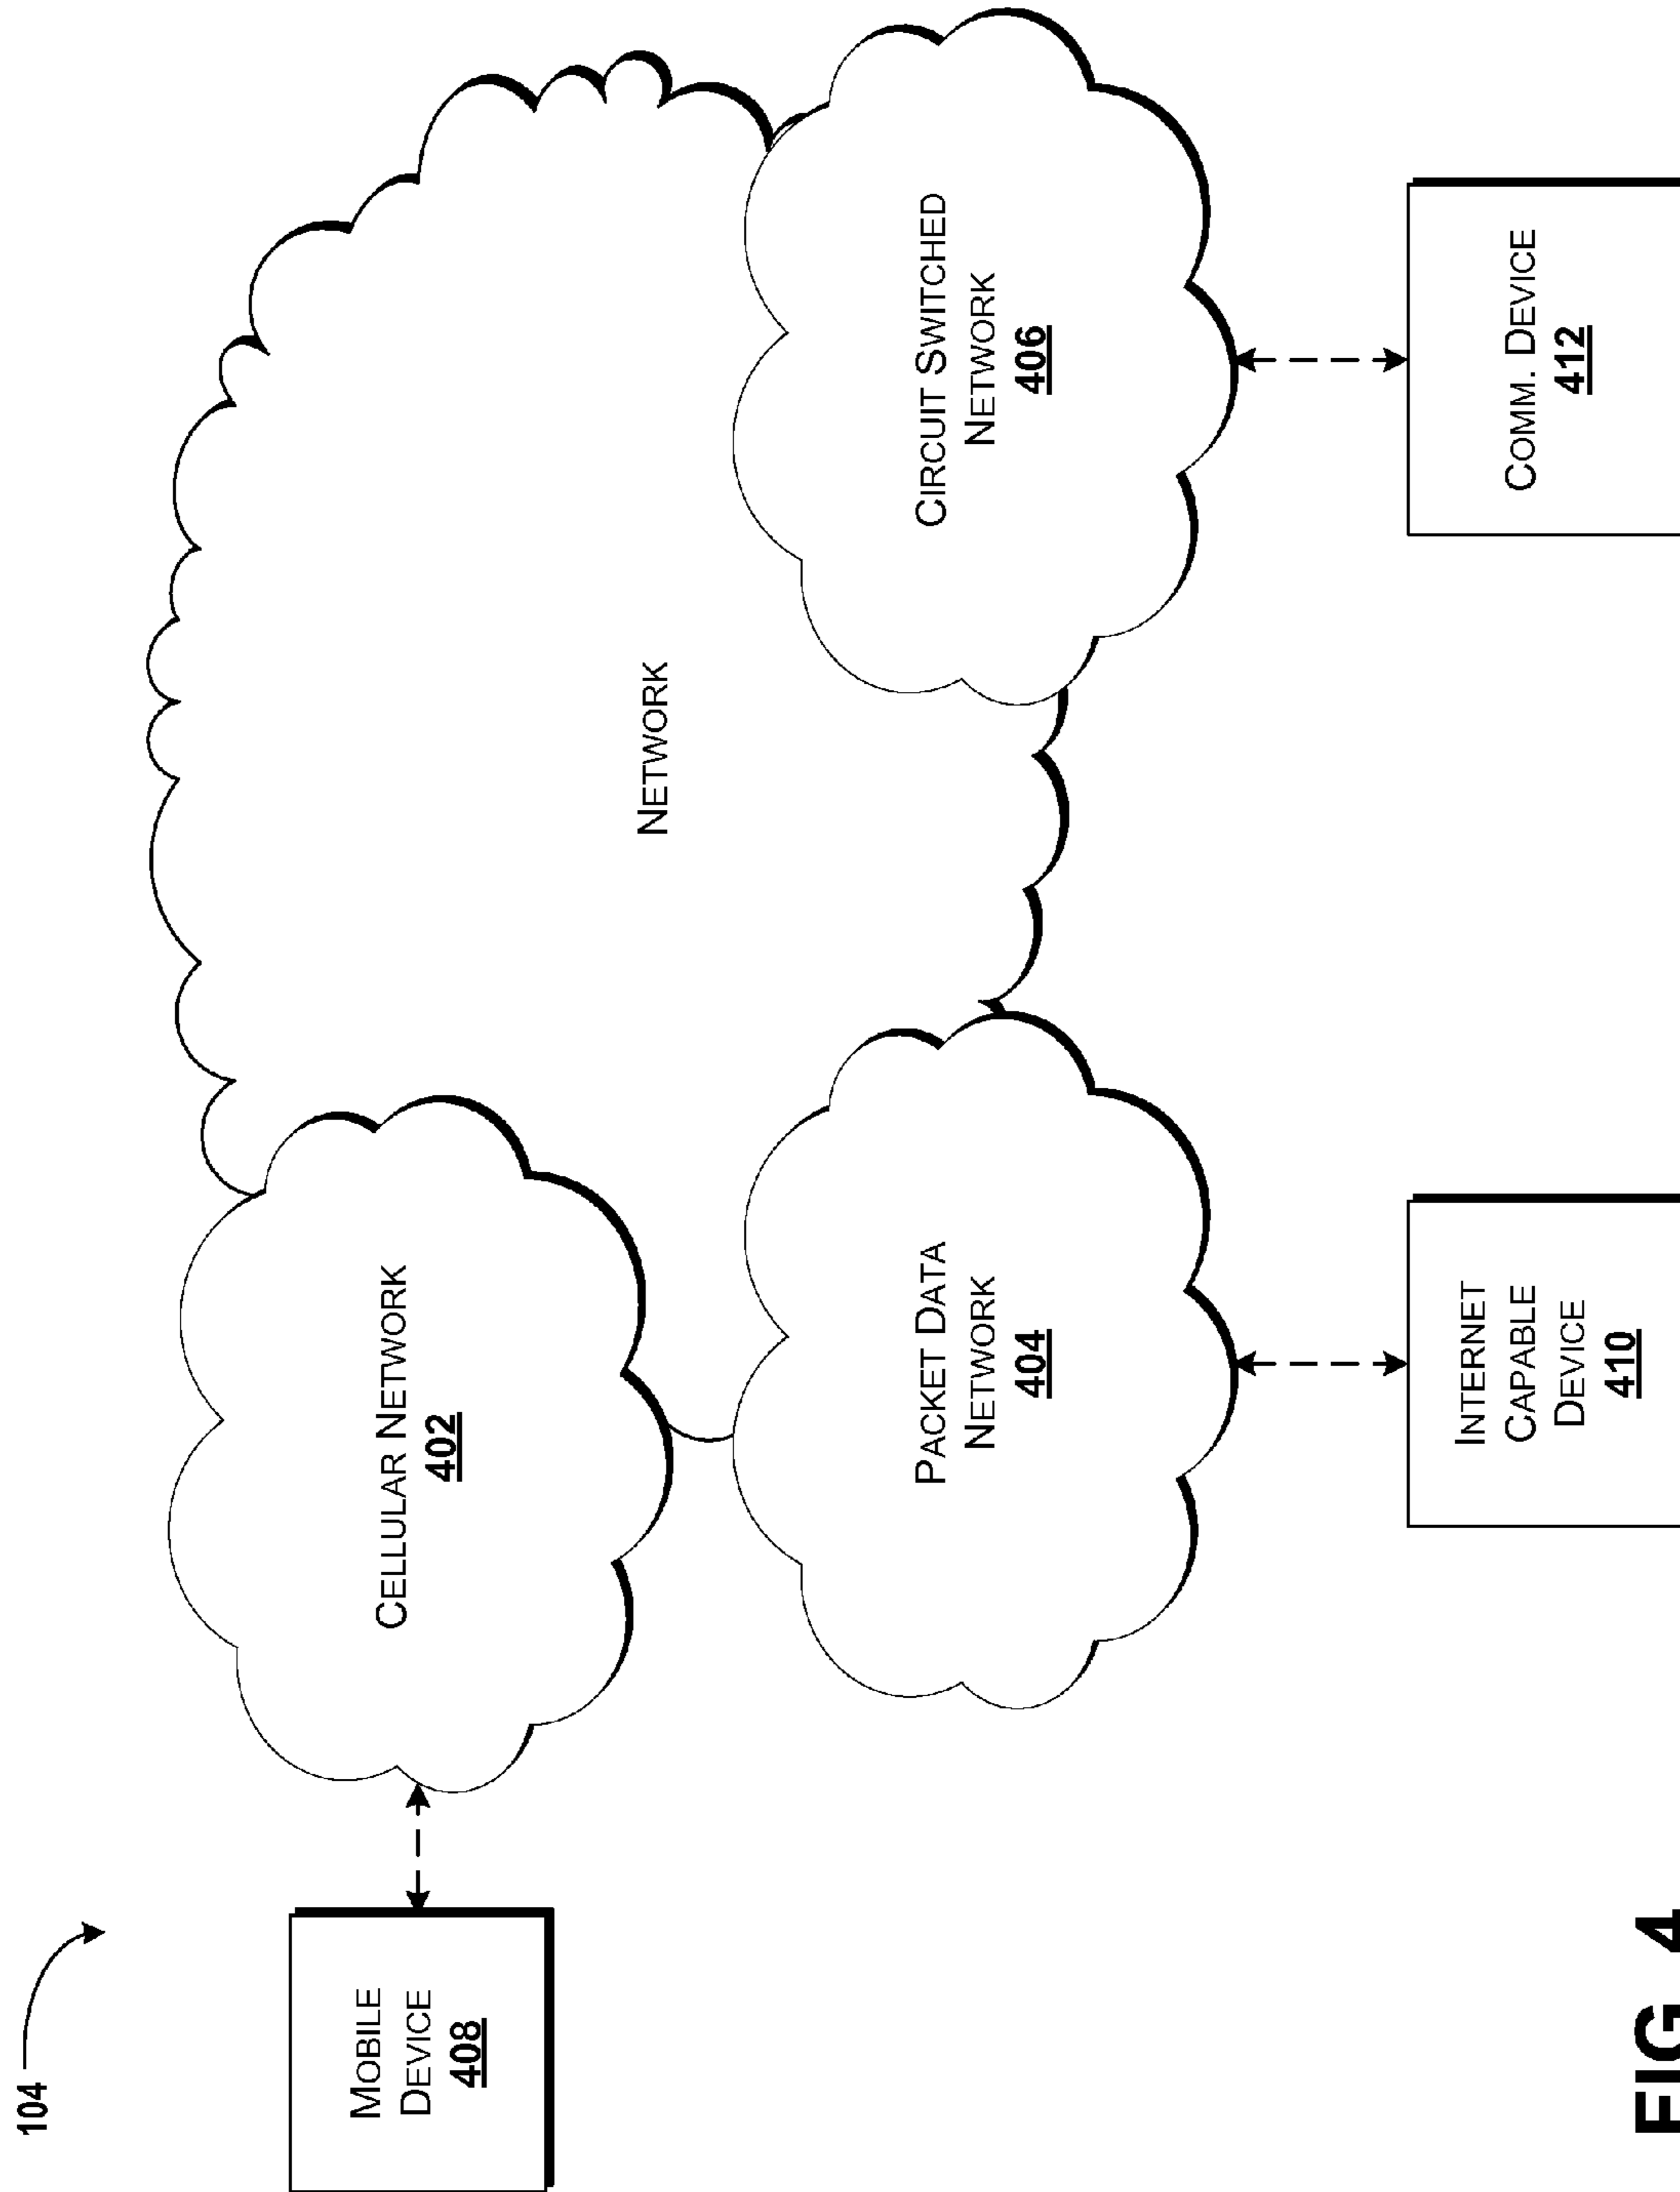 104
MOBILE
DEVICE
408
CELLULAR NETWORK
402
NETWORK
PACKET DATA
NETWORK
404
CIRCUIT SWITCHED
NETWORK
406
INTERNET
CAPABLE
DEVICE
410
COMM. DEVICE
412
FIG. 4